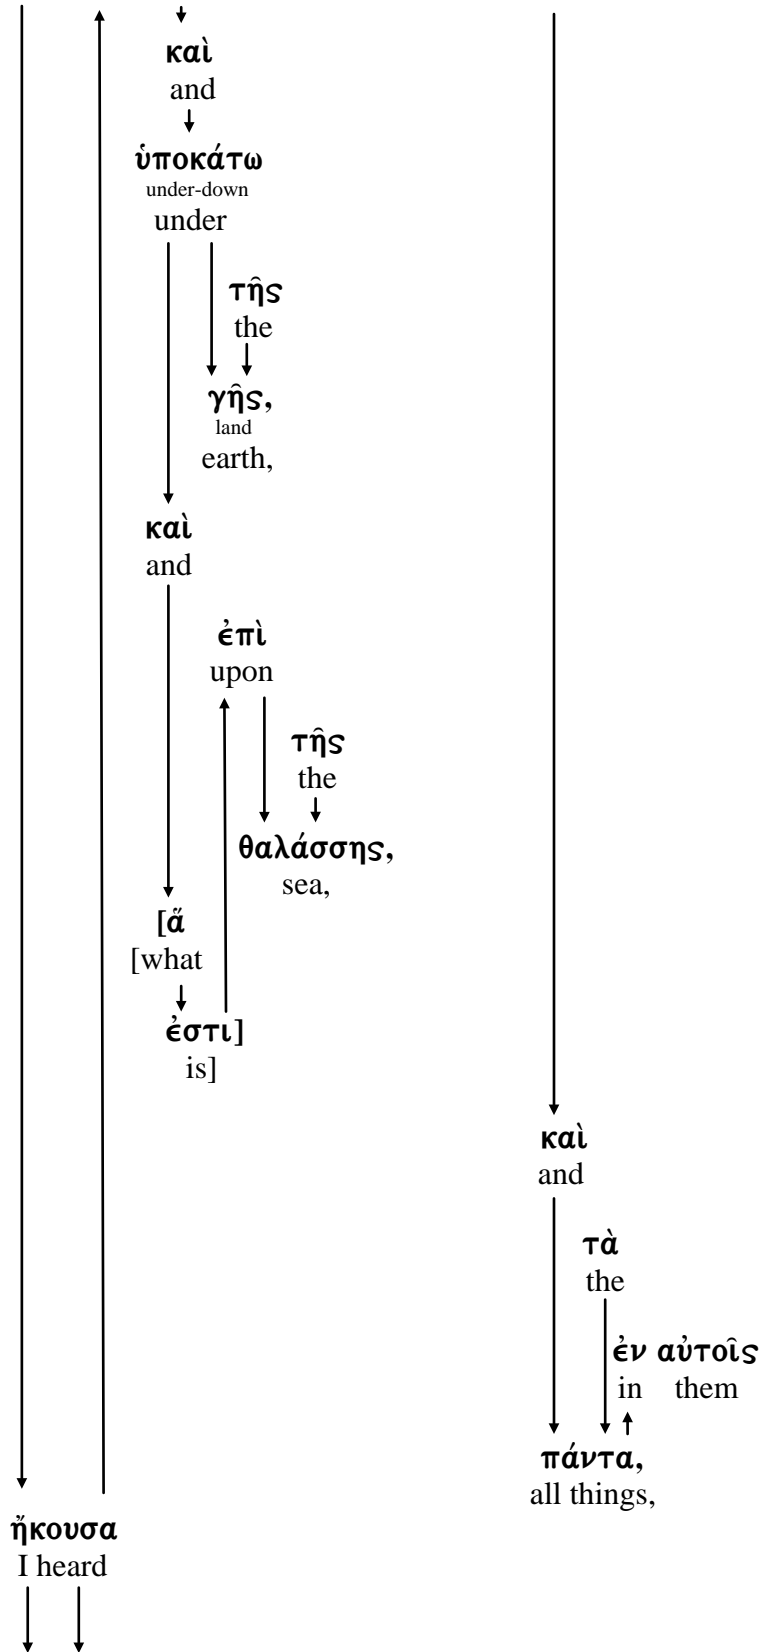 καὶ
and
ὑποκάτω
under-down
under
τῆς
the
γῆς,
land
earth,
καὶ
and
ἐπὶ
upon
τῆς
the
θαλάσσης,
sea,
[ἅ
[what
ἐστι]
is]
καὶ
and
τὰ
the
ἐν αὐτοῖς
in them
πάντα,
all things,
ἤκουσα
I heard